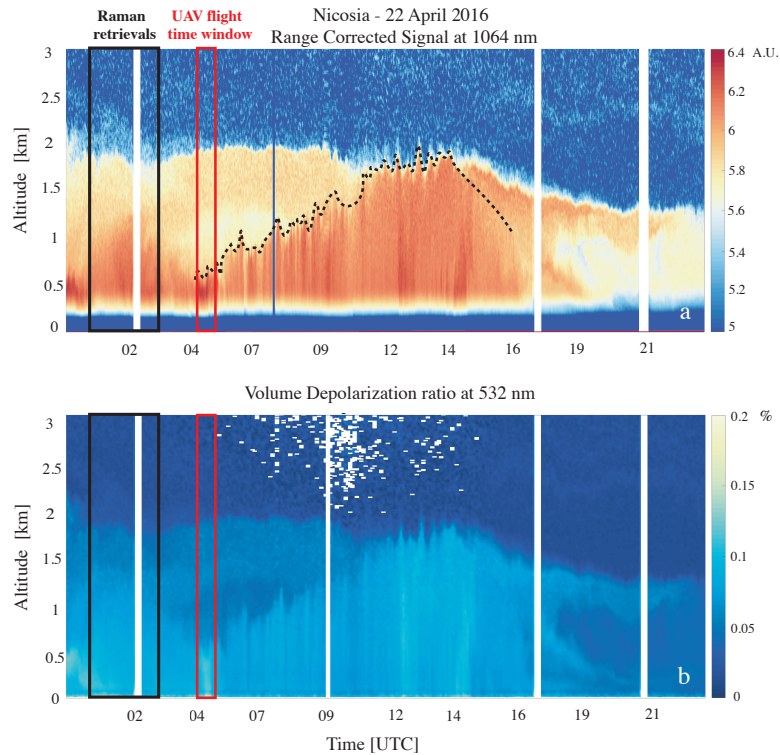 Raman
retrievals
UAV flight
time window
Nicosia - 22 April 2016
Range Corrected Signal at 1064 nm
3
2.5
2
1.5
1
0.5
0
Altitude [km]
02 04 07 09 12 14 16 19 21
a
6.4 A.U.
6.2
6
5.8
5.6
5.4
5.2
5
Volume Depolarization ratio at 532 nm
3
2.5
2
1.5
1
0.5
0
Altitude [km]
02 04 07 09 12 14 16 19 21
b
0.2 %
0.15
0.1
0.05
0
Time [UTC]